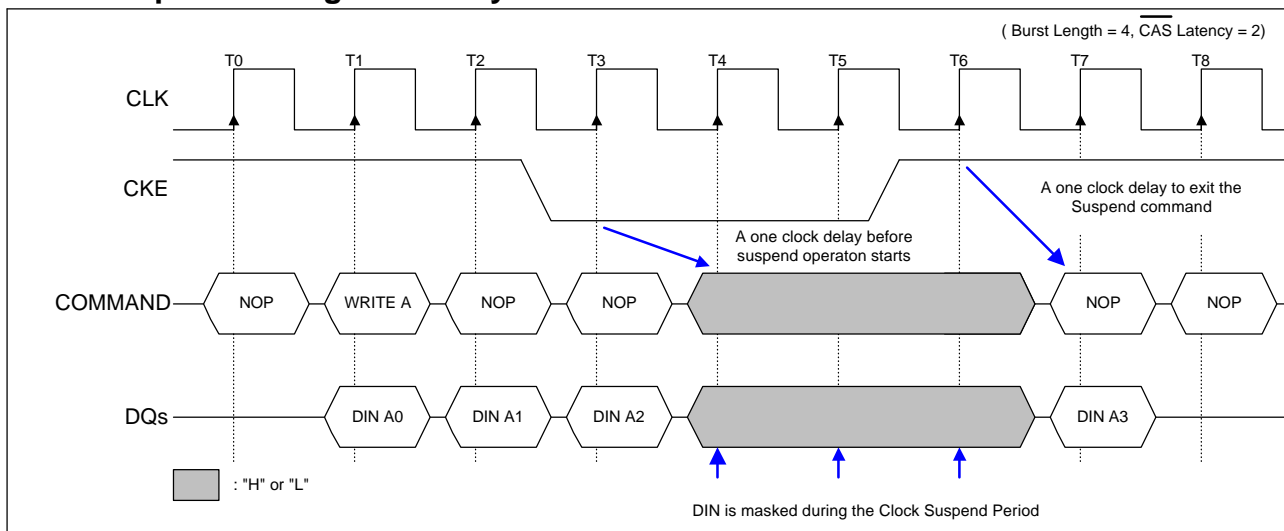 ( Burst Length = 4, CAS Latency = 2)
T0 T1 T2 T3 T4 T5 T6 T7 T8
CLK
CKE
A one clock delay to exit the
Suspend command
A one clock delay before
suspend operaton starts
COMMAND NOP WRITE A NOP NOP NOP NOP
DQs DIN A0 DIN A1 DIN A2 DIN A3
: "H" or "L"
DIN is masked during the Clock Suspend Period